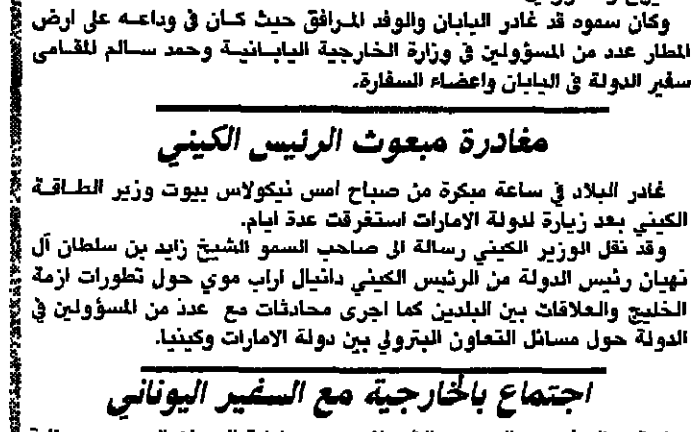 وكان سموه قد غادر اليابان والوفد المرافق حيث كان في وداعه على ارض
المطار عدد من المسؤولين في وزارة الخارجية اليابانية وحمد سالم المقامى
سفير الدولة في اليابان واعضاء السفارة.
مغادرة مبعوث الرئيس الكيني
غادر البلاد في ساعة مبكرة من صباح امس نيكولاس بيوت وزير الطاقة
الكيني بعد زيارة لدولة الامارات استغرقت عدة ايام.
وقد نقل الوزير الكيني رسالة الى صاحب السمو الشيخ زايد بن سلطان آل
نهيان رئيس الدولة من الرئيس الكيني دانيال اراب موي حول تطورات ازمة
الخليج والعلاقات بين البلدين كما اجرى محادثات مع عدد من المسؤولين في
الدولة حول مسائل التعاون البترولي بين دولة الامارات وكينيا.
اجتماع بالخارجية مع السفير اليوناني